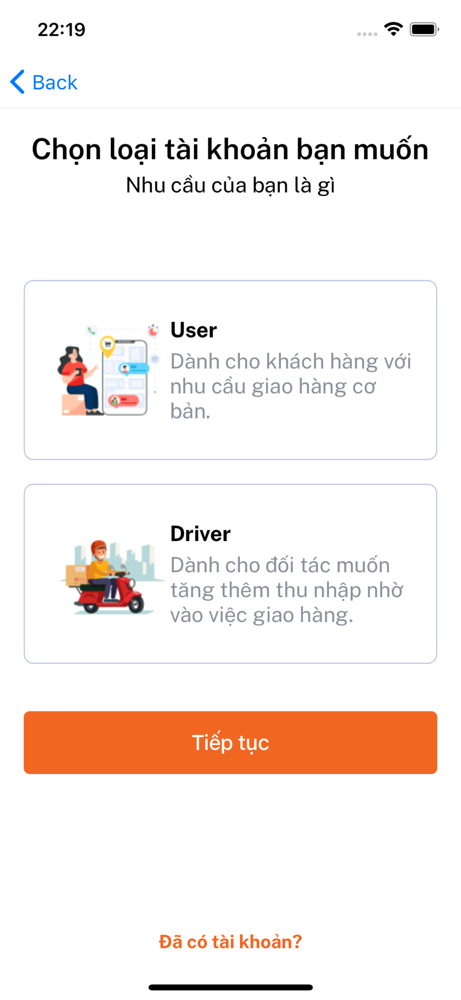 22:19
Back
Chọn loại tài khoản bạn muốn
Nhu cầu của bạn là gì
User
Dành cho khách hàng với
nhu cầu giao hàng cơ
bản.
Driver
Dành cho đối tác muốn
tăng thêm thu nhập nhờ
vào việc giao hàng.
Tiếp tục
Đã có tài khoản?